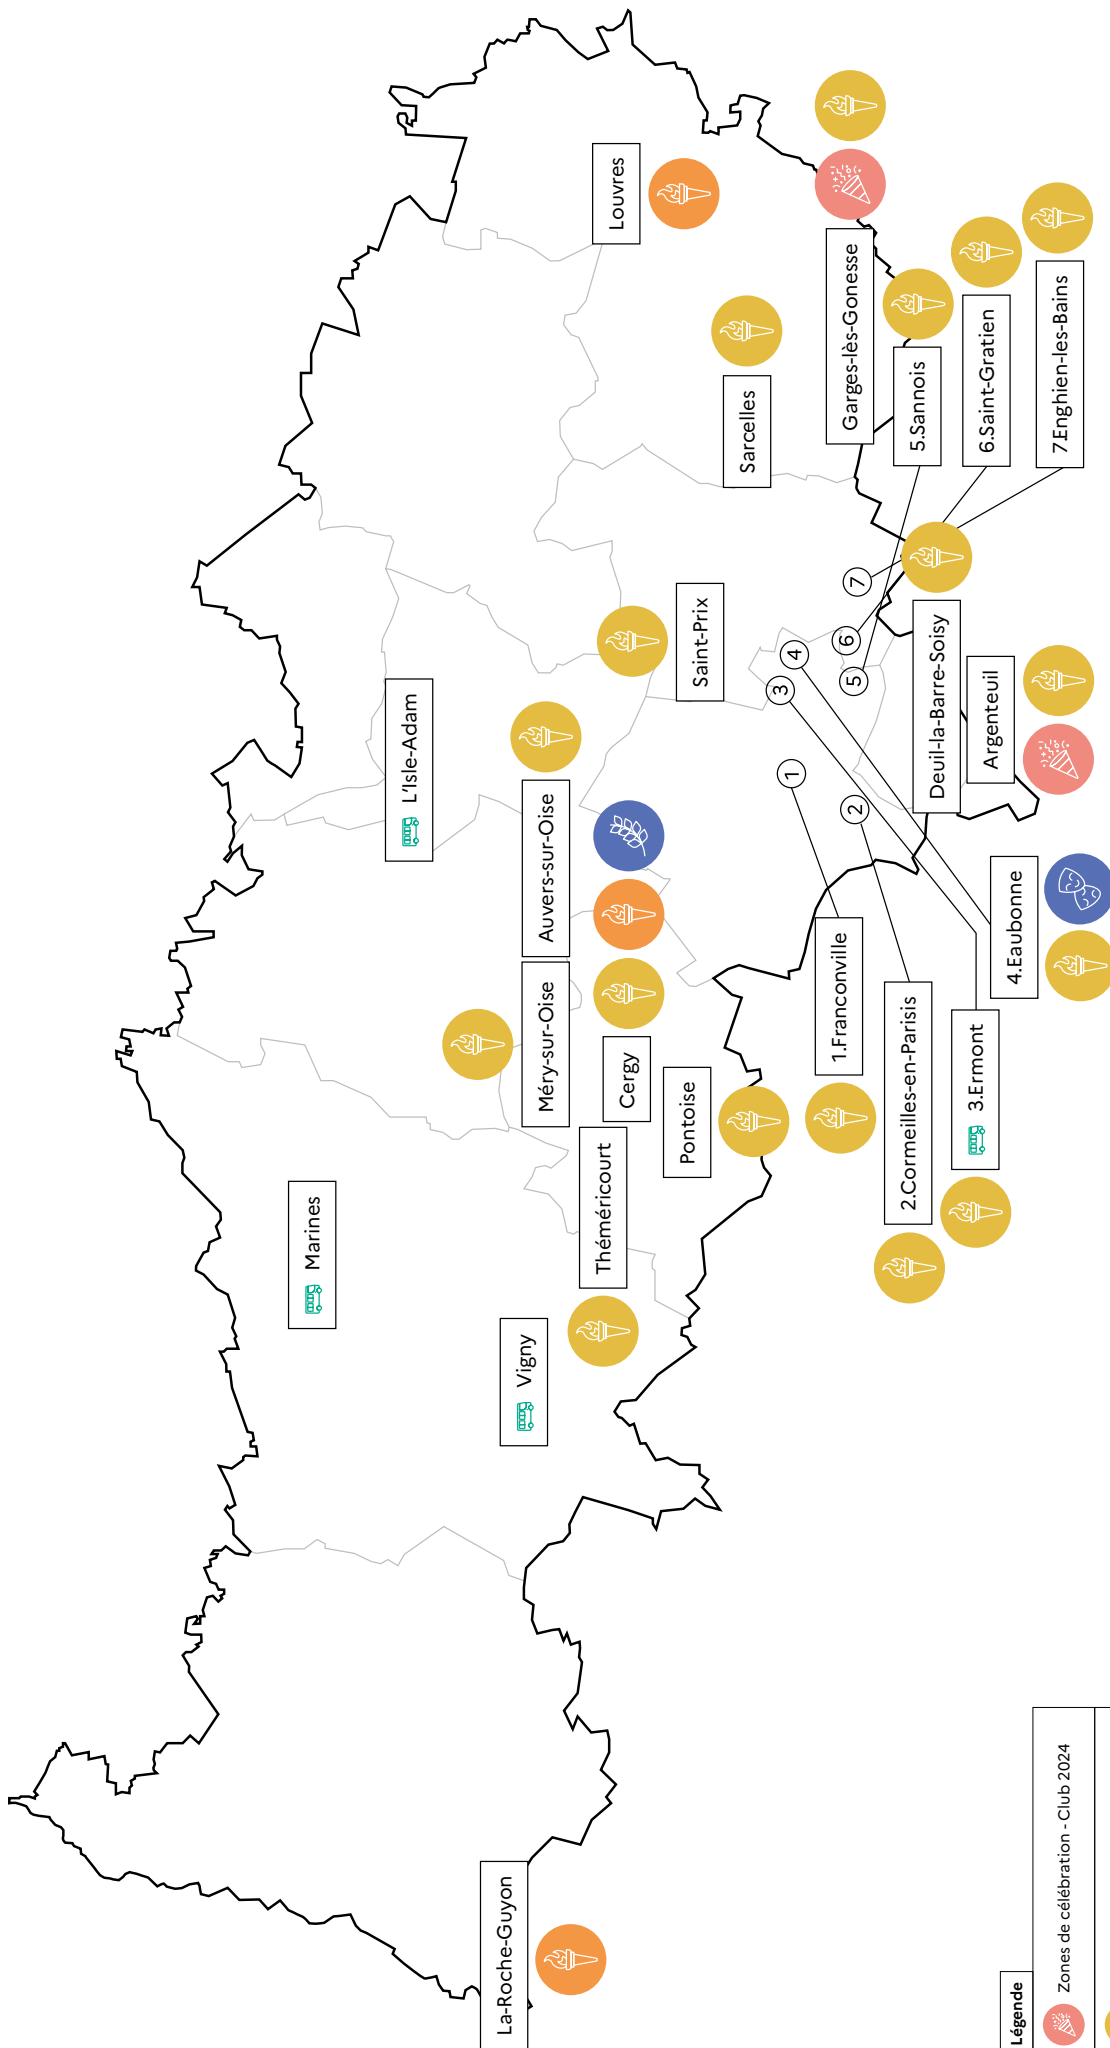 La-Roche-Guyon
Vigny
Marines
Théméricourt
Méry-sur-Oise
Auvers-sur-Oise
Cergy
Pontoise
L'Isle-Adam
Saint-Prix
Sarcelles
Louvres
Garges-lès-Gonesse
5.Sannois
6.Saint-Gratien
7.Enghien-les-Bains
Deuil-la-Barre-Soisy
Argenteuil
1.Franconville
2.Cormeilles-en-Parisis
3.Ermont
4.Eaubonne
1
2
3
4
5
6
7
Légende
Zones de célébration - Club 2024